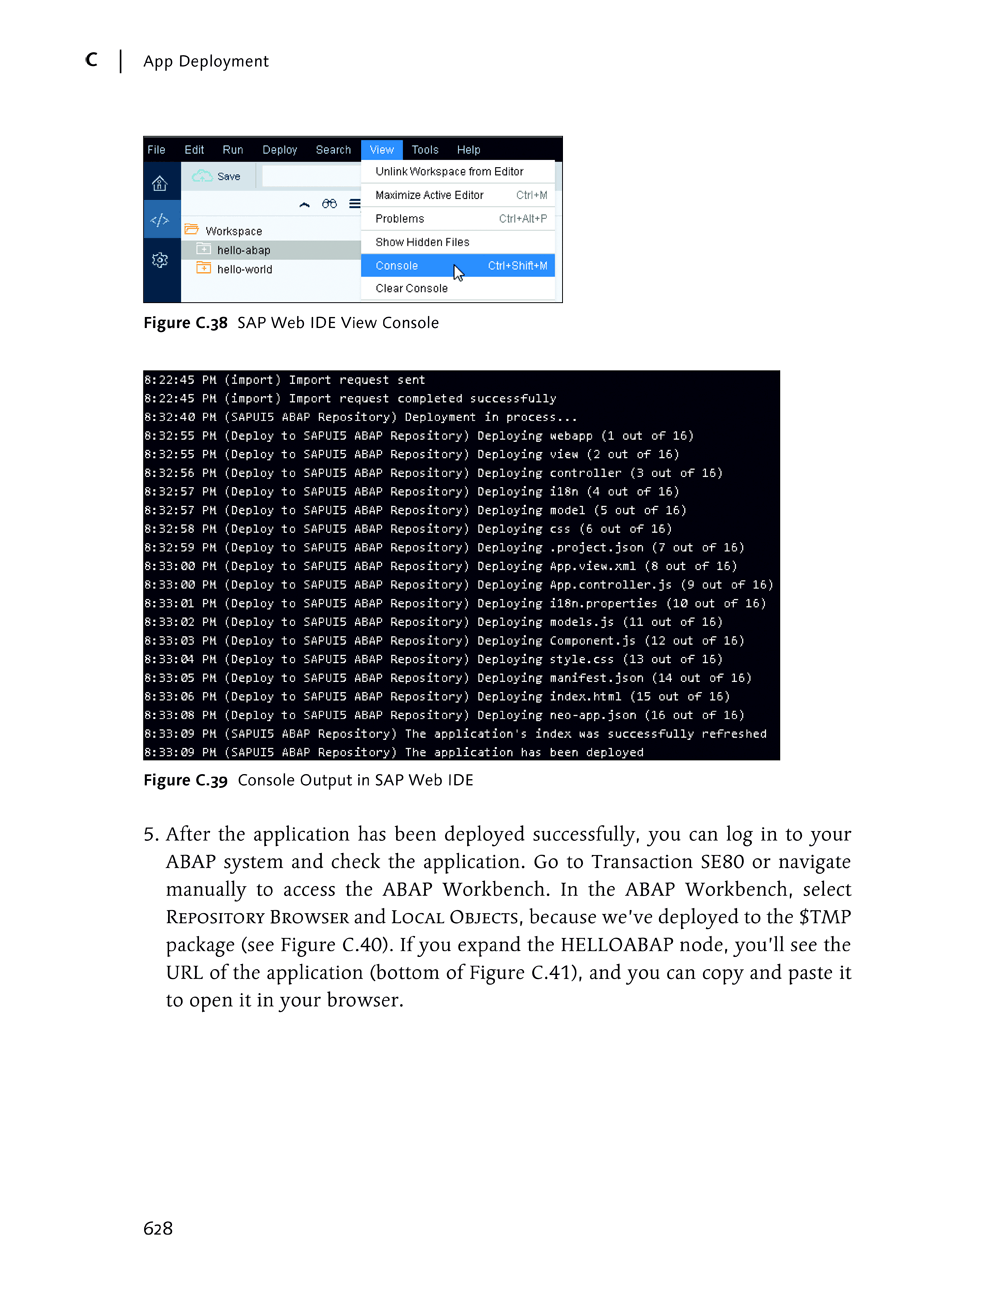 C | App Deployment
File Edit Run Deploy Search View Tools Help
Save
Unlink Workspace from Editor
Maximize Active Editor Ctrl+M
Problems Ctrl+Alt+P
Workspace
Show Hidden Files
hello-abap
Console Ctrl+Shift+M
hello-world
Clear Console
Figure C.38 SAP Web IDE View Console
8:22:45 PM (import) Import request sent
8:22:45 PM (import) Import request completed successfully
8:32:40 PM (SAPUI5 ABAP Repository) Deployment in process...
8:32:55 PM (Deploy to SAPUI5 ABAP Repository) Deploying webapp (1 out of 16)
8:32:55 PM (Deploy to SAPUI5 ABAP Repository) Deploying view (2 out of 16)
8:32:56 PM (Deploy to SAPUI5 ABAP Repository) Deploying controller (3 out of 16)
8:32:57 PM (Deploy to SAPUI5 ABAP Repository) Deploying i18n (4 out of 16)
8:32:57 PM (Deploy to SAPUI5 ABAP Repository) Deploying model (5 out of 16)
8:32:58 PM (Deploy to SAPUI5 ABAP Repository) Deploying css (6 out of 16)
8:32:59 PM (Deploy to SAPUI5 ABAP Repository) Deploying .project.json (7 out of 16)
8:33:00 PM (Deploy to SAPUI5 ABAP Repository) Deploying App.view.xml (8 out of 16)
8:33:00 PM (Deploy to SAPUI5 ABAP Repository) Deploying App.controller.js (9 out of 16)
8:33:01 PM (Deploy to SAPUI5 ABAP Repository) Deploying i18n.properties (10 out of 16)
8:33:02 PM (Deploy to SAPUI5 ABAP Repository) Deploying models.js (11 out of 16)
8:33:03 PM (Deploy to SAPUI5 ABAP Repository) Deploying Component.js (12 out of 16)
8:33:04 PM (Deploy to SAPUI5 ABAP Repository) Deploying style.css (13 out of 16)
8:33:05 PM (Deploy to SAPUI5 ABAP Repository) Deploying manifest.json (14 out of 16)
8:33:06 PM (Deploy to SAPUI5 ABAP Repository) Deploying index.html (15 out of 16)
8:33:08 PM (Deploy to SAPUI5 ABAP Repository) Deploying neo-app.json (16 out of 16)
8:33:09 PM (SAPUI5 ABAP Repository) The application's index was successfully refreshed
8:33:09 PM (SAPUI5 ABAP Repository) The application has been deployed
Figure C.39 Console Output in SAP Web IDE
5. After the application has been deployed successfully, you can log in to your
ABAP system and check the application. Go to Transaction SE80 or navigate
manually to access the ABAP Workbench. In the ABAP Workbench, select
Repository Browser and Local Objects, because we've deployed to the $TMP
package (see Figure C.40). If you expand the HELLOABAP node, you'll see the
URL of the application (bottom of Figure C.41), and you can copy and paste it
to open it in your browser.
628